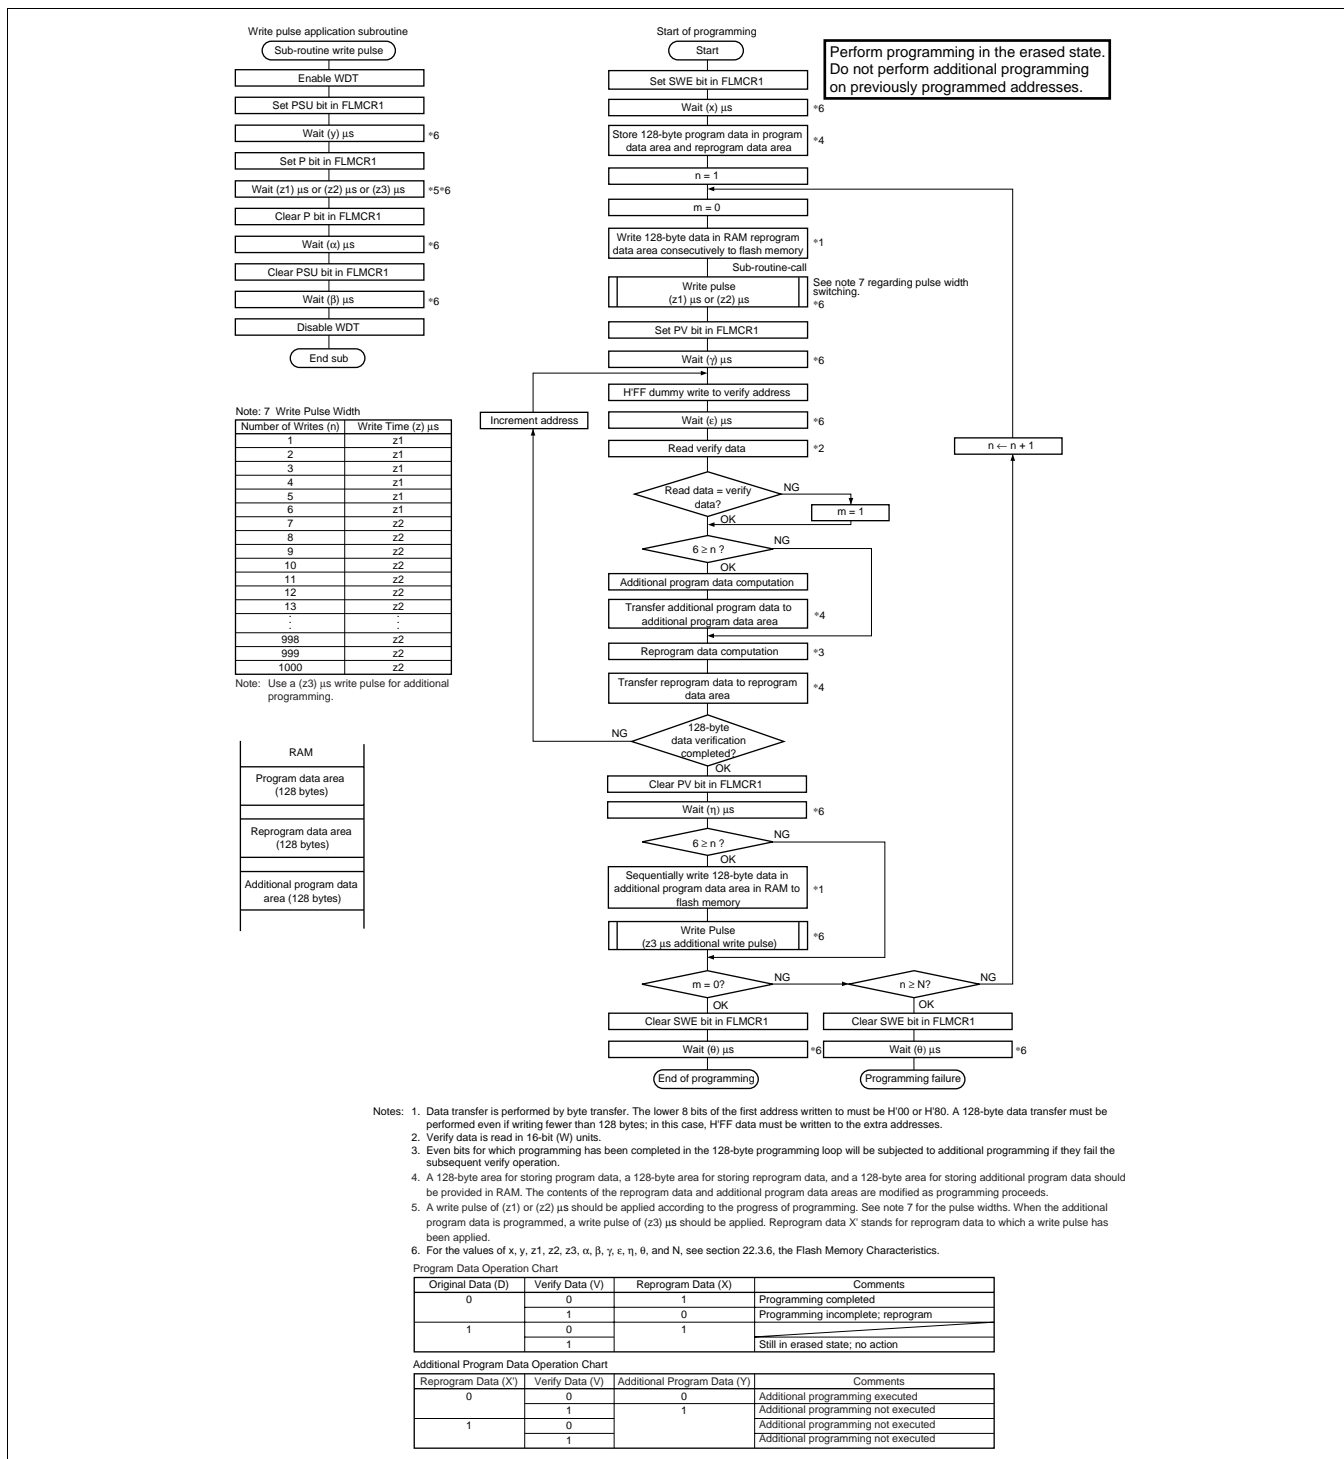 Write pulse application subroutine
Sub-routine write pulse
Enable WDT
Set PSU bit in FLMCR1
Wait (y) μs *6
Set P bit in FLMCR1
Wait (z1) μs or (z2) μs or (z3) μs *5*6
Clear P bit in FLMCR1
Wait (α) μs *6
Clear PSU bit in FLMCR1
Wait (β) μs *6
Disable WDT
End sub
Note: 7 Write Pulse Width
Number of Writes (n) Write Time (z) μs
1 z1
2 z1
3 z1
4 z1
5 z1
6 z1
7 z2
8 z2
9 z2
10 z2
11 z2
12 z2
13 z2
: :
998 z2
999 z2
1000 z2
Note: Use a (z3) μs write pulse for additional
programming.
RAM
Program data area
(128 bytes)
Reprogram data area
(128 bytes)
Additional program data
area (128 bytes)
Start of programming
Start
Perform programming in the erased state.
Do not perform additional programming
on previously programmed addresses.
Set SWE bit in FLMCR1
Wait (x) μs *6
Store 128-byte program data in program
data area and reprogram data area *4
n = 1
m = 0
Write 128-byte data in RAM reprogram
data area consecutively to flash memory *1
Sub-routine-call
Write pulse
(z1) μs or (z2) μs
See note 7 regarding pulse width
switching.
*6
Set PV bit in FLMCR1
Wait (γ) μs *6
H'FF dummy write to verify address
Increment address
Wait (ε) μs *6
Read verify data *2
n ← n + 1
Read data = verify
data?
NG
m = 1
OK
6 ≥ n ?
NG
OK
Additional program data computation
Transfer additional program data to
additional program data area *4
Reprogram data computation *3
Transfer reprogram data to reprogram
data area *4
128-byte
data verification
completed?
NG
OK
Clear PV bit in FLMCR1
Wait (η) μs *6
6 ≥ n ?
NG
OK
Sequentially write 128-byte data in
additional program data area in RAM to
flash memory *1
Write Pulse
(z3 μs additional write pulse) *6
m = 0?
NG
n ≥ N?
NG
OK
OK
Clear SWE bit in FLMCR1
Clear SWE bit in FLMCR1
Wait (θ) μs *6
Wait (θ) μs *6
End of programming
Programming failure
Notes: 1. Data transfer is performed by byte transfer. The lower 8 bits of the first address written to must be H'00 or H'80. A 128-byte data transfer must be
performed even if writing fewer than 128 bytes; in this case, H'FF data must be written to the extra addresses.
2. Verify data is read in 16-bit (W) units.
3. Even bits for which programming has been completed in the 128-byte programming loop will be subjected to additional programming if they fail the
subsequent verify operation.
4. A 128-byte area for storing program data, a 128-byte area for storing reprogram data, and a 128-byte area for storing additional program data should
be provided in RAM. The contents of the reprogram data and additional program data areas are modified as programming proceeds.
5. A write pulse of (z1) or (z2) μs should be applied according to the progress of programming. See note 7 for the pulse widths. When the additional
program data is programmed, a write pulse of (z3) μs should be applied. Reprogram data X' stands for reprogram data to which a write pulse has
been applied.
6. For the values of x, y, z1, z2, z3, α, β, γ, ε, η, θ, and N, see section 22.3.6, the Flash Memory Characteristics.
Program Data Operation Chart
Original Data (D) Verify Data (V) Reprogram Data (X) Comments
0 0 1 Programming completed
1 0 Programming incomplete; reprogram
1 0 1
1 Still in erased state; no action
Additional Program Data Operation Chart
Reprogram Data (X') Verify Data (V) Additional Program Data (Y) Comments
0 0 0 Additional programming executed
1 1 Additional programming not executed
1 0 Additional programming not executed
1 Additional programming not executed